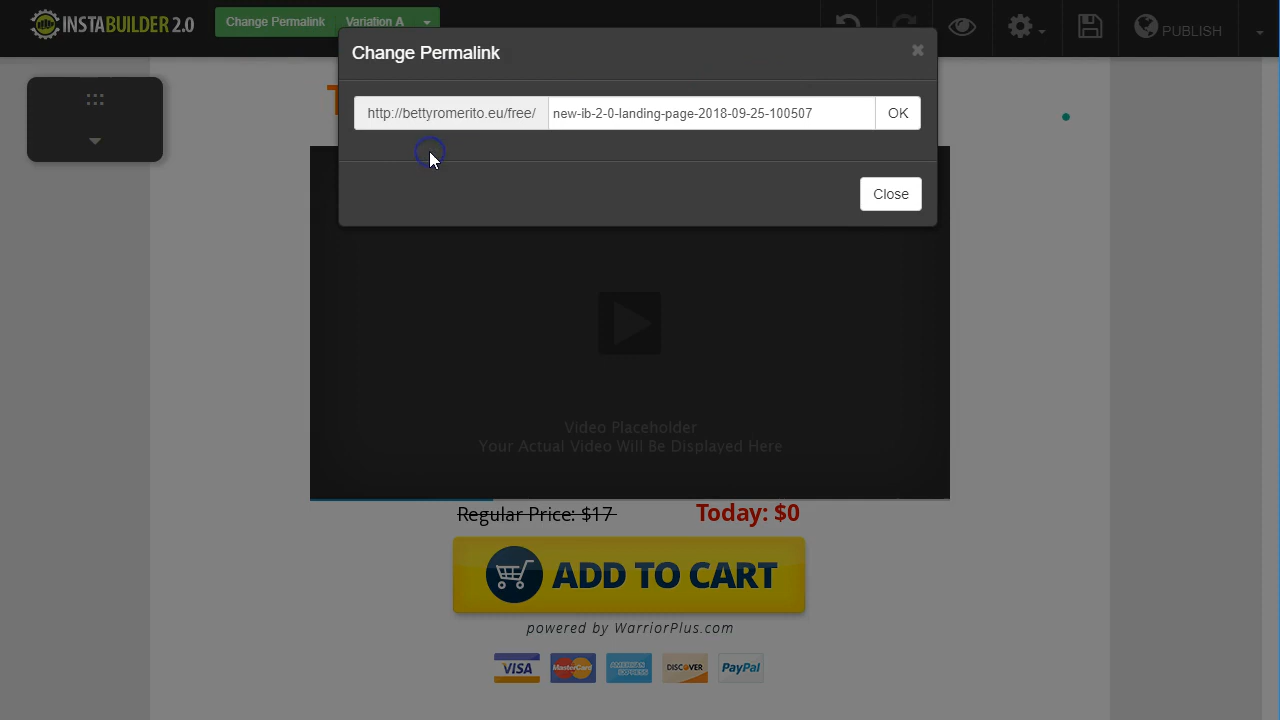 INSTABUILDER 2.0
Change Permalink
Variation A
PUBLISH
Change Permalink
http://bettyromerito.eu/free/
new-ib-2-0-landing-page-2018-09-25-100507
OK
Close
T
Video Placeholder
Your Actual Video Will Be Displayed Here
Regular Price: $17
Today: $0
ADD TO CART
powered by WarriorPlus.com
VISA
MasterCard
AMERICAN EXPRESS
DISCOVER
PayPal